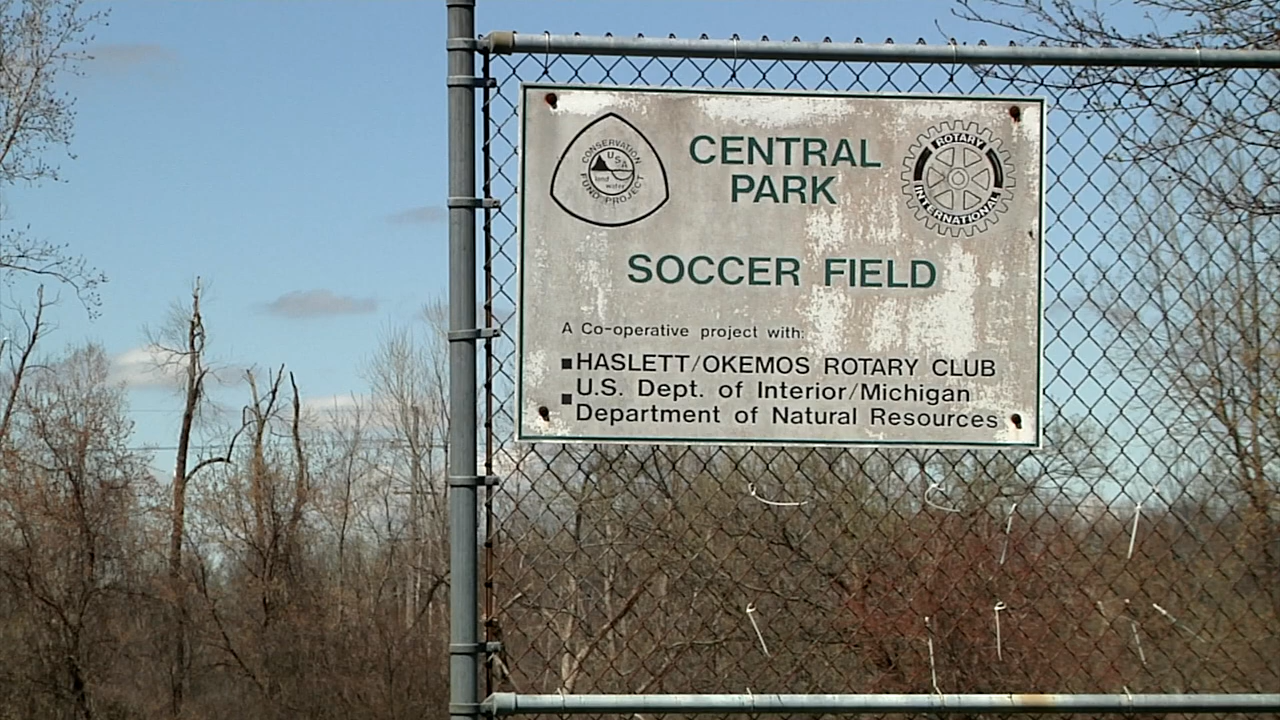 CONSERVATION
USA
land
water
FUND PROJECT
CENTRAL
PARK
ROTARY
INTERNATIONAL
SOCCER FIELD
A Co-operative project with:
■HASLETT/OKEMOS ROTARY CLUB
■U.S. Dept. of Interior/Michigan
Department of Natural Resources